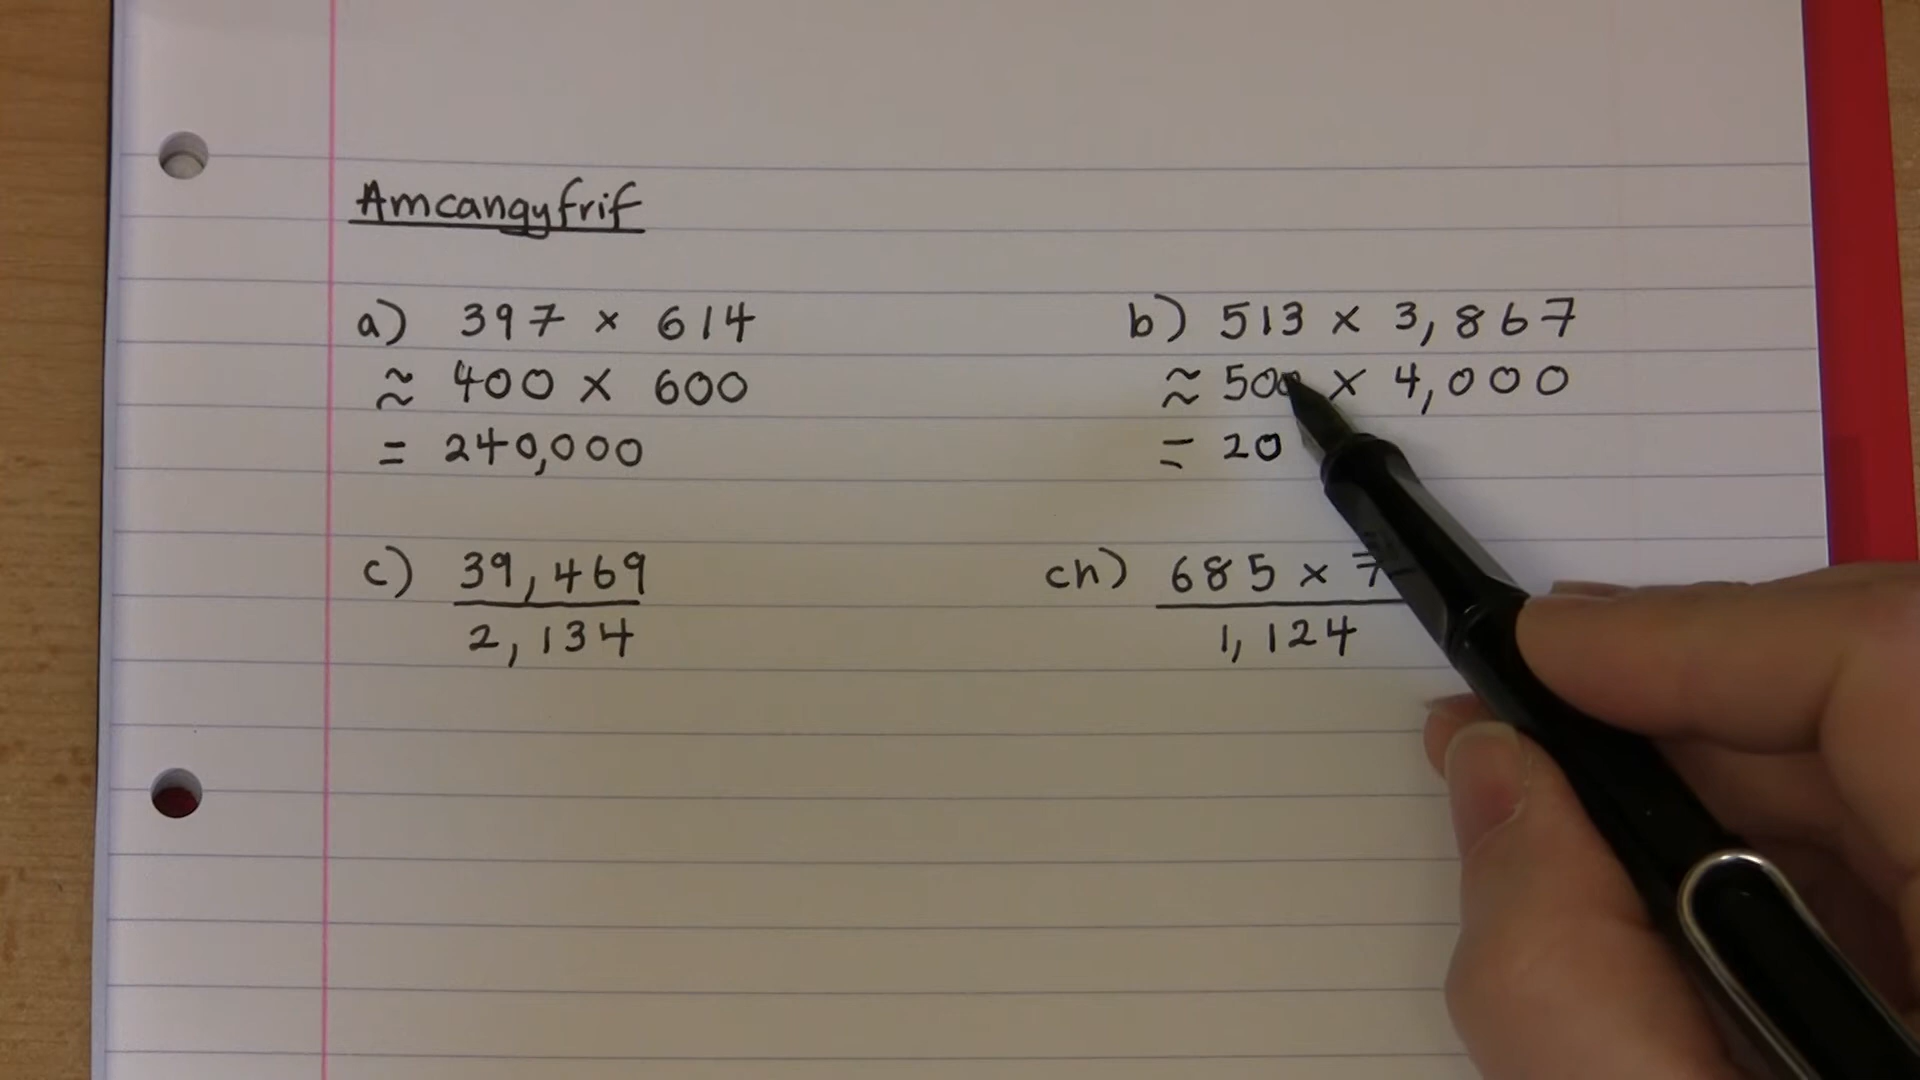 Amcangyfrif
a) 397 × 614
≈ 400 × 600
= 240,000
b) 513 × 3,867
≈ 500 × 4,000
= 20
c) 39,469
2,134
ch) 685 × 7
1,124